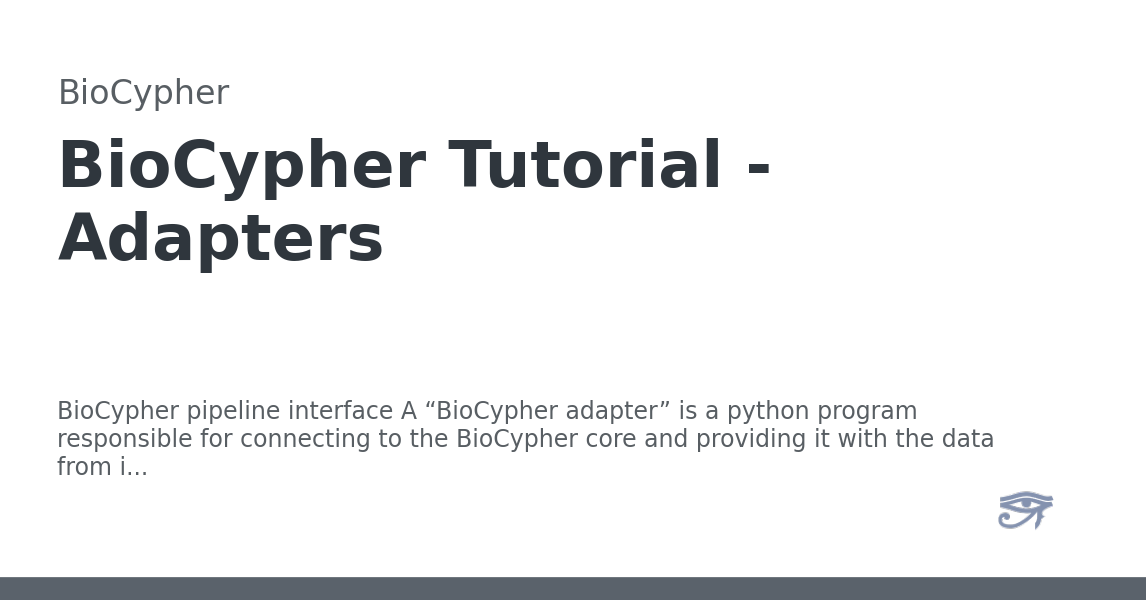 BioCypher
BioCypher Tutorial -
Adapters
BioCypher pipeline interface A “BioCypher adapter” is a python program
responsible for connecting to the BioCypher core and providing it with the data
from i...